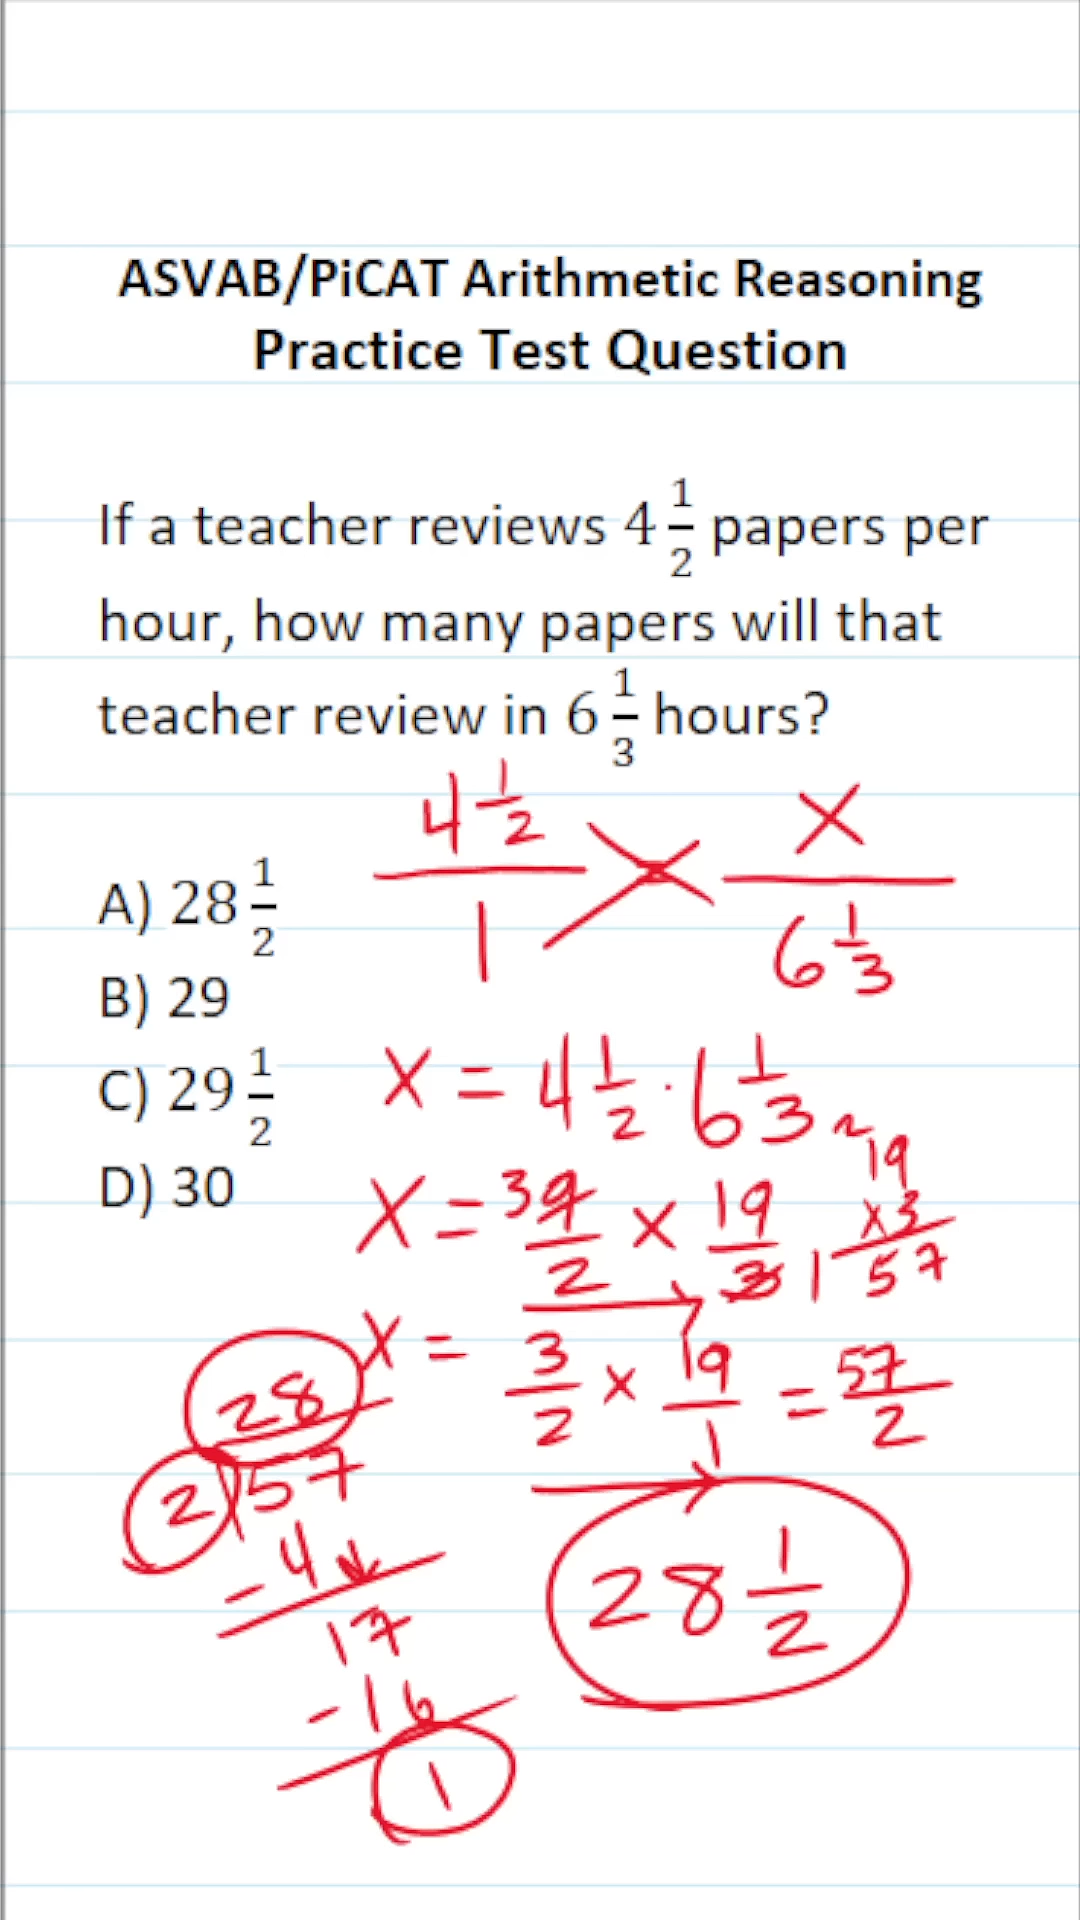 ASVAB/PiCAT Arithmetic Reasoning
Practice Test Question
If a teacher reviews 4 1/2 papers per
hour, how many papers will that
teacher review in 6 1/3 hours?
A) 28 1/2
B) 29
C) 29 1/2
D) 30
4 1/2 / 1 x / 6 1/3
x = 4 1/2 · 6 1/3
x = 3 9/2 × 19/3 1
19
x3
57
x = 3/2 × 19/1 = 57/2
28
2)57
-4
17
-16
1
28 1/2